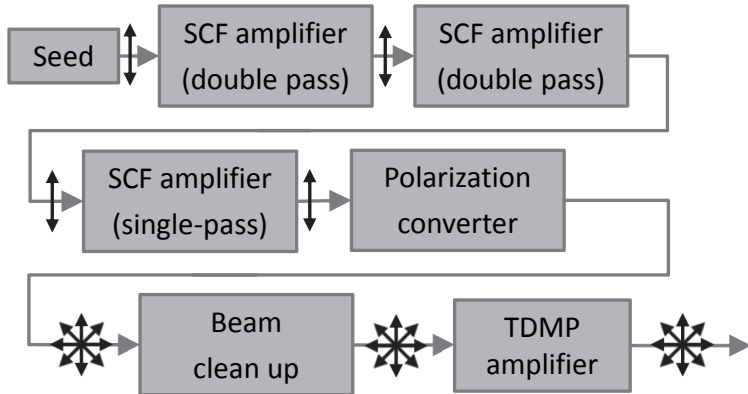 Seed
SCF amplifier
(double pass)
SCF amplifier
(double pass)
SCF amplifier
(single-pass)
Polarization
converter
Beam
clean up
TDMP
amplifier